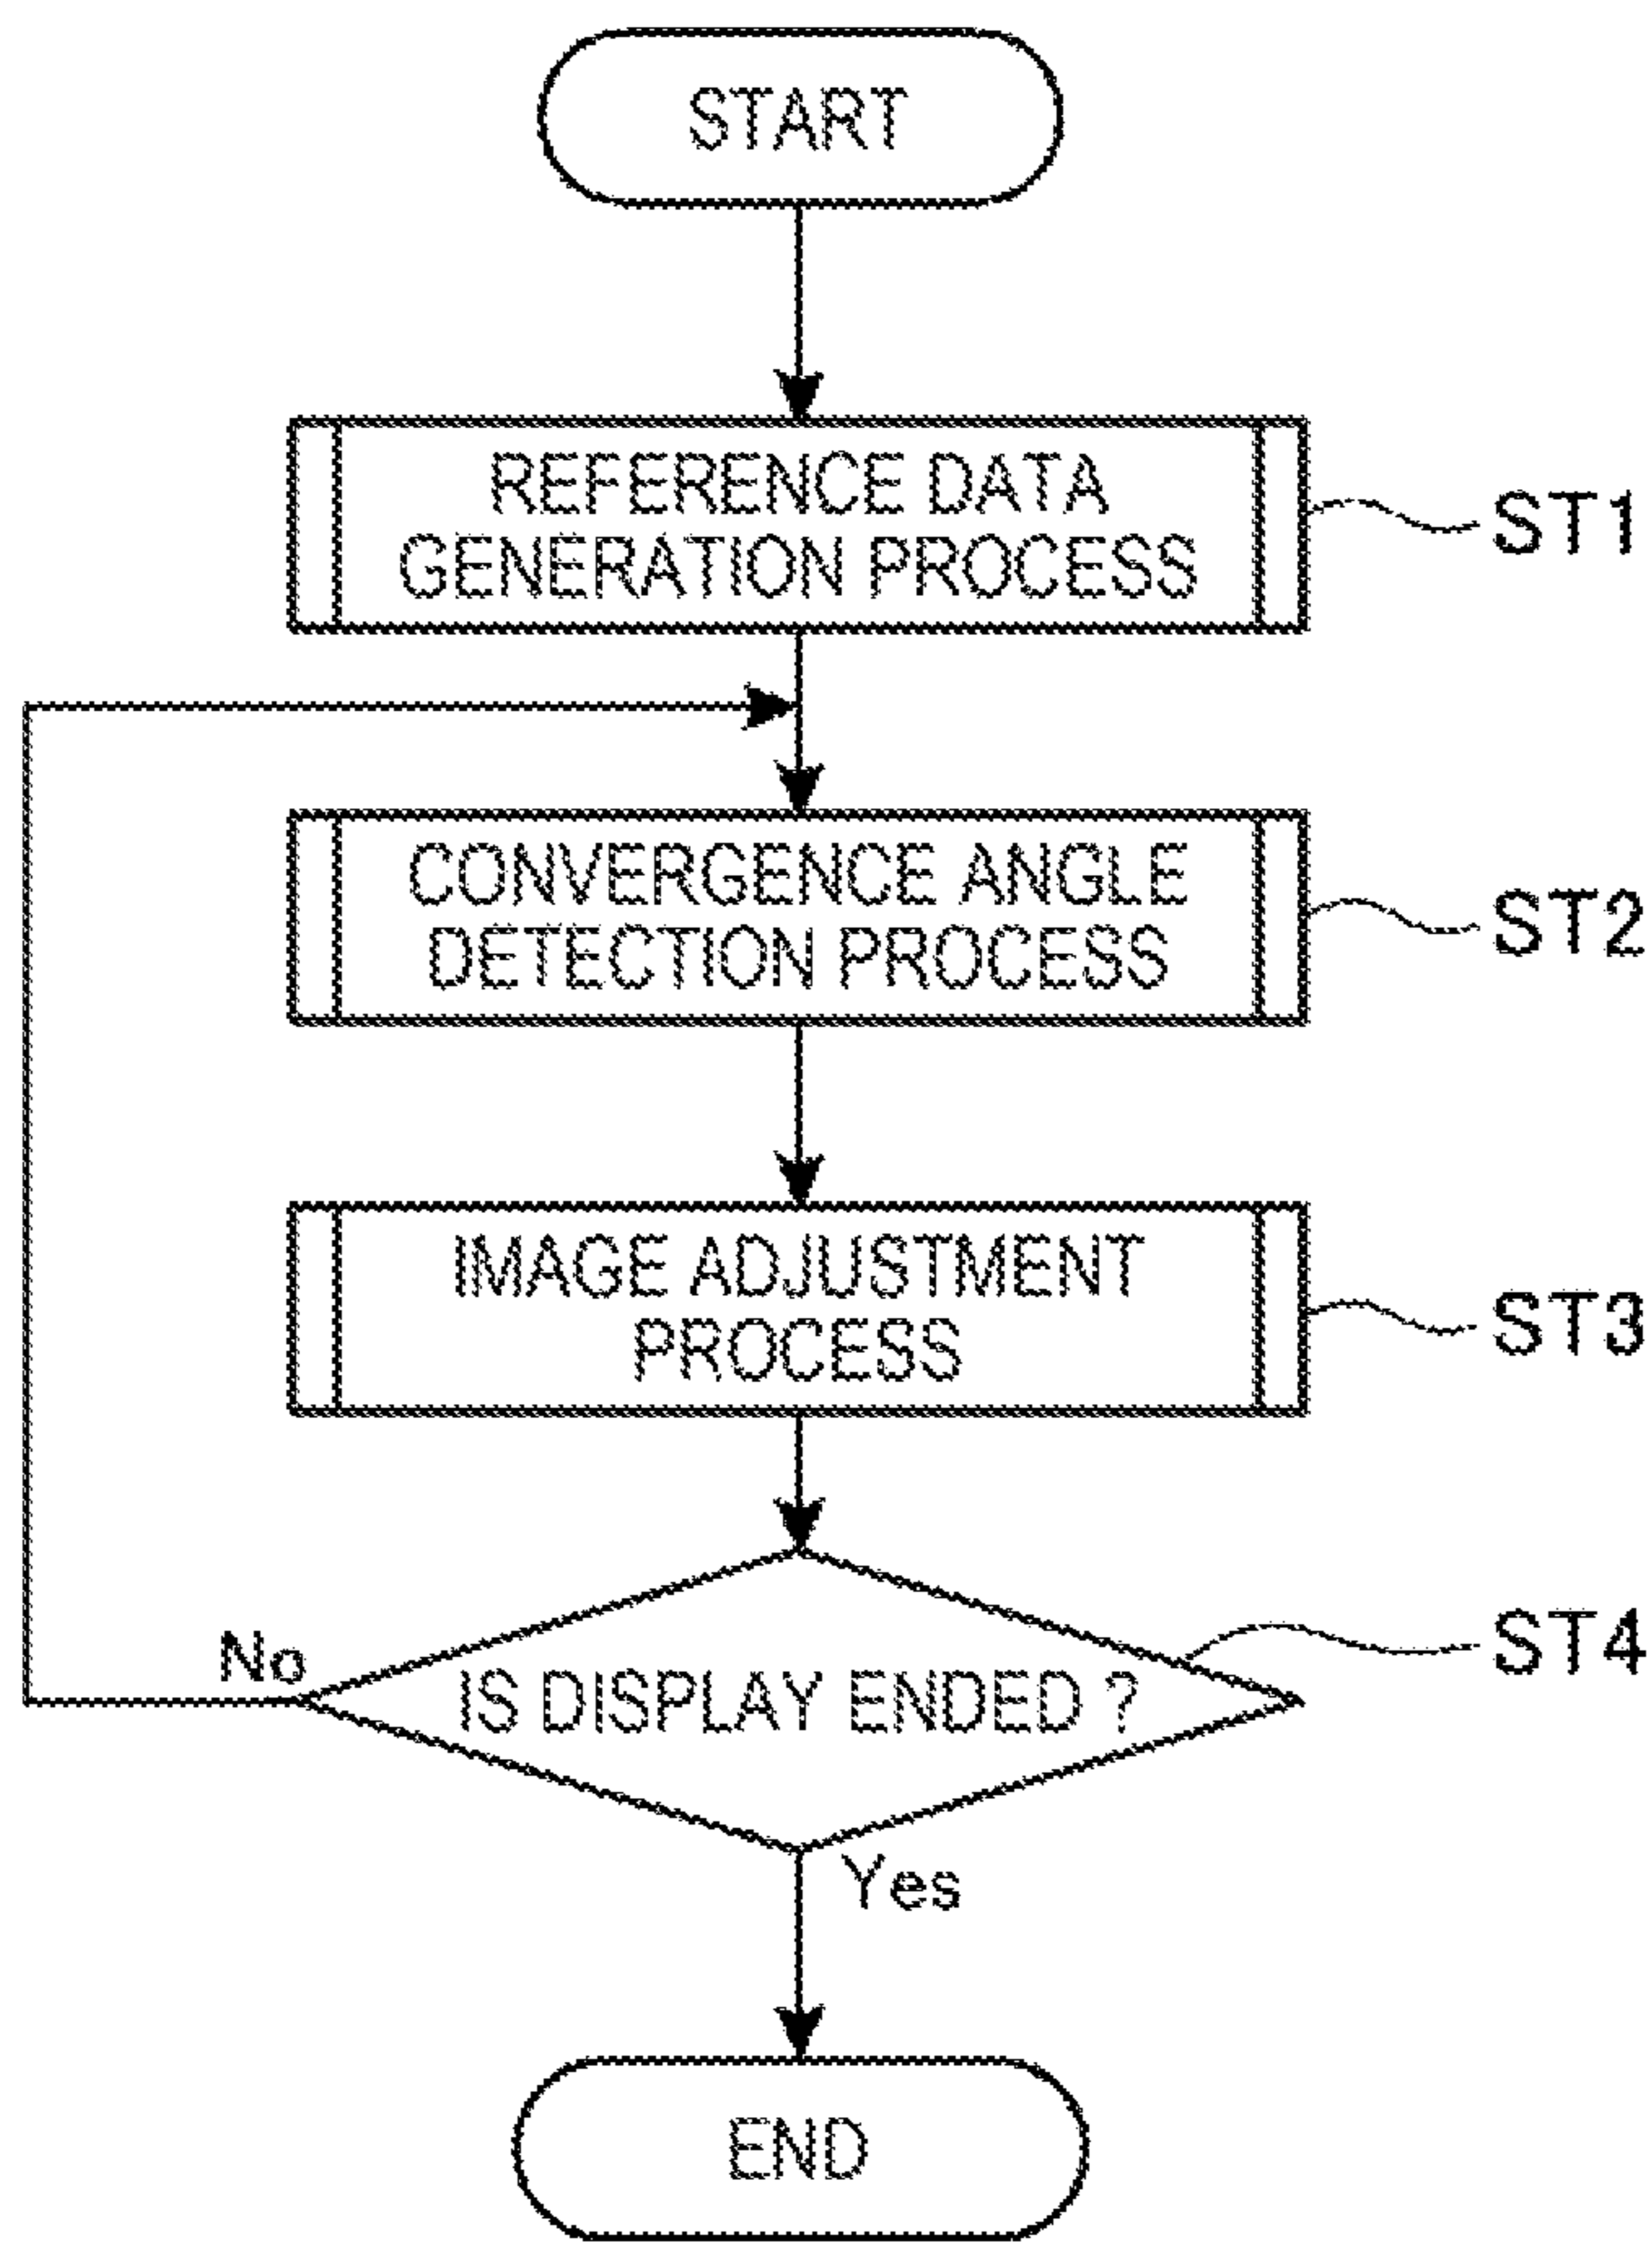 START
REFERENCE DATA
GENERATION PROCESS
ST1
CONVERGENCE ANGLE
DETECTION PROCESS
ST2
IMAGE ADJUSTMENT
PROCESS
ST3
ST4
No
IS DISPLAY ENDED ?
Yes
END